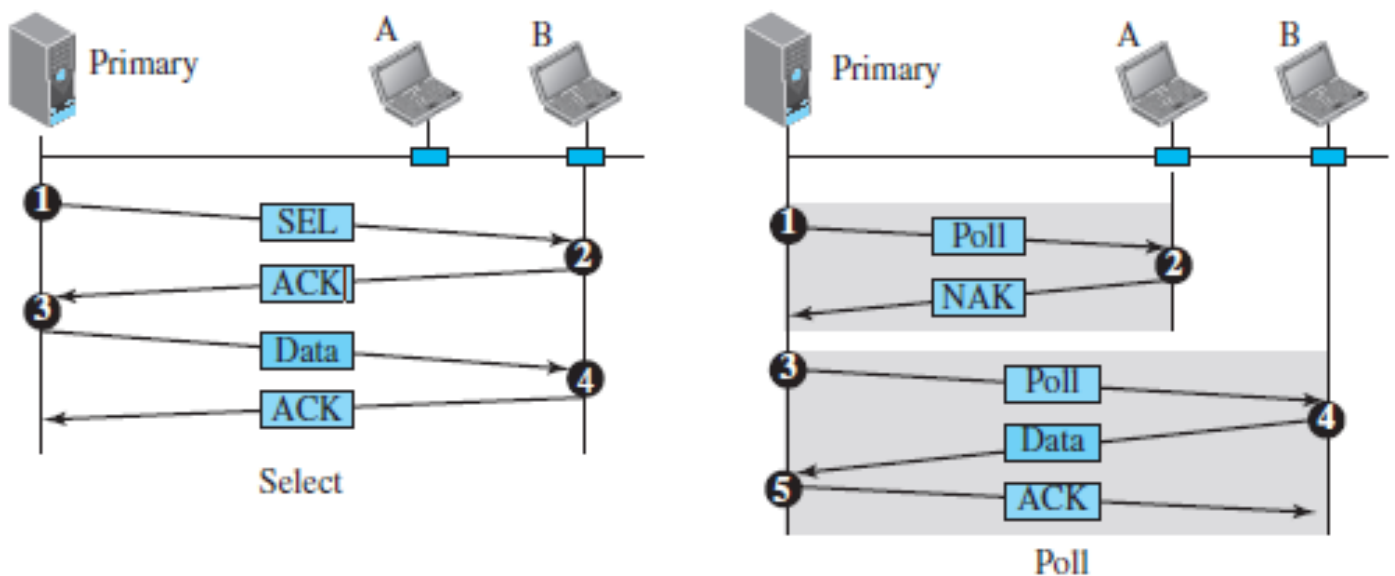 Primary
A
B
1
SEL
2
ACK
3
Data
4
ACK
Select
Primary
A
B
1
Poll
2
NAK
3
Poll
4
Data
5
ACK
Poll